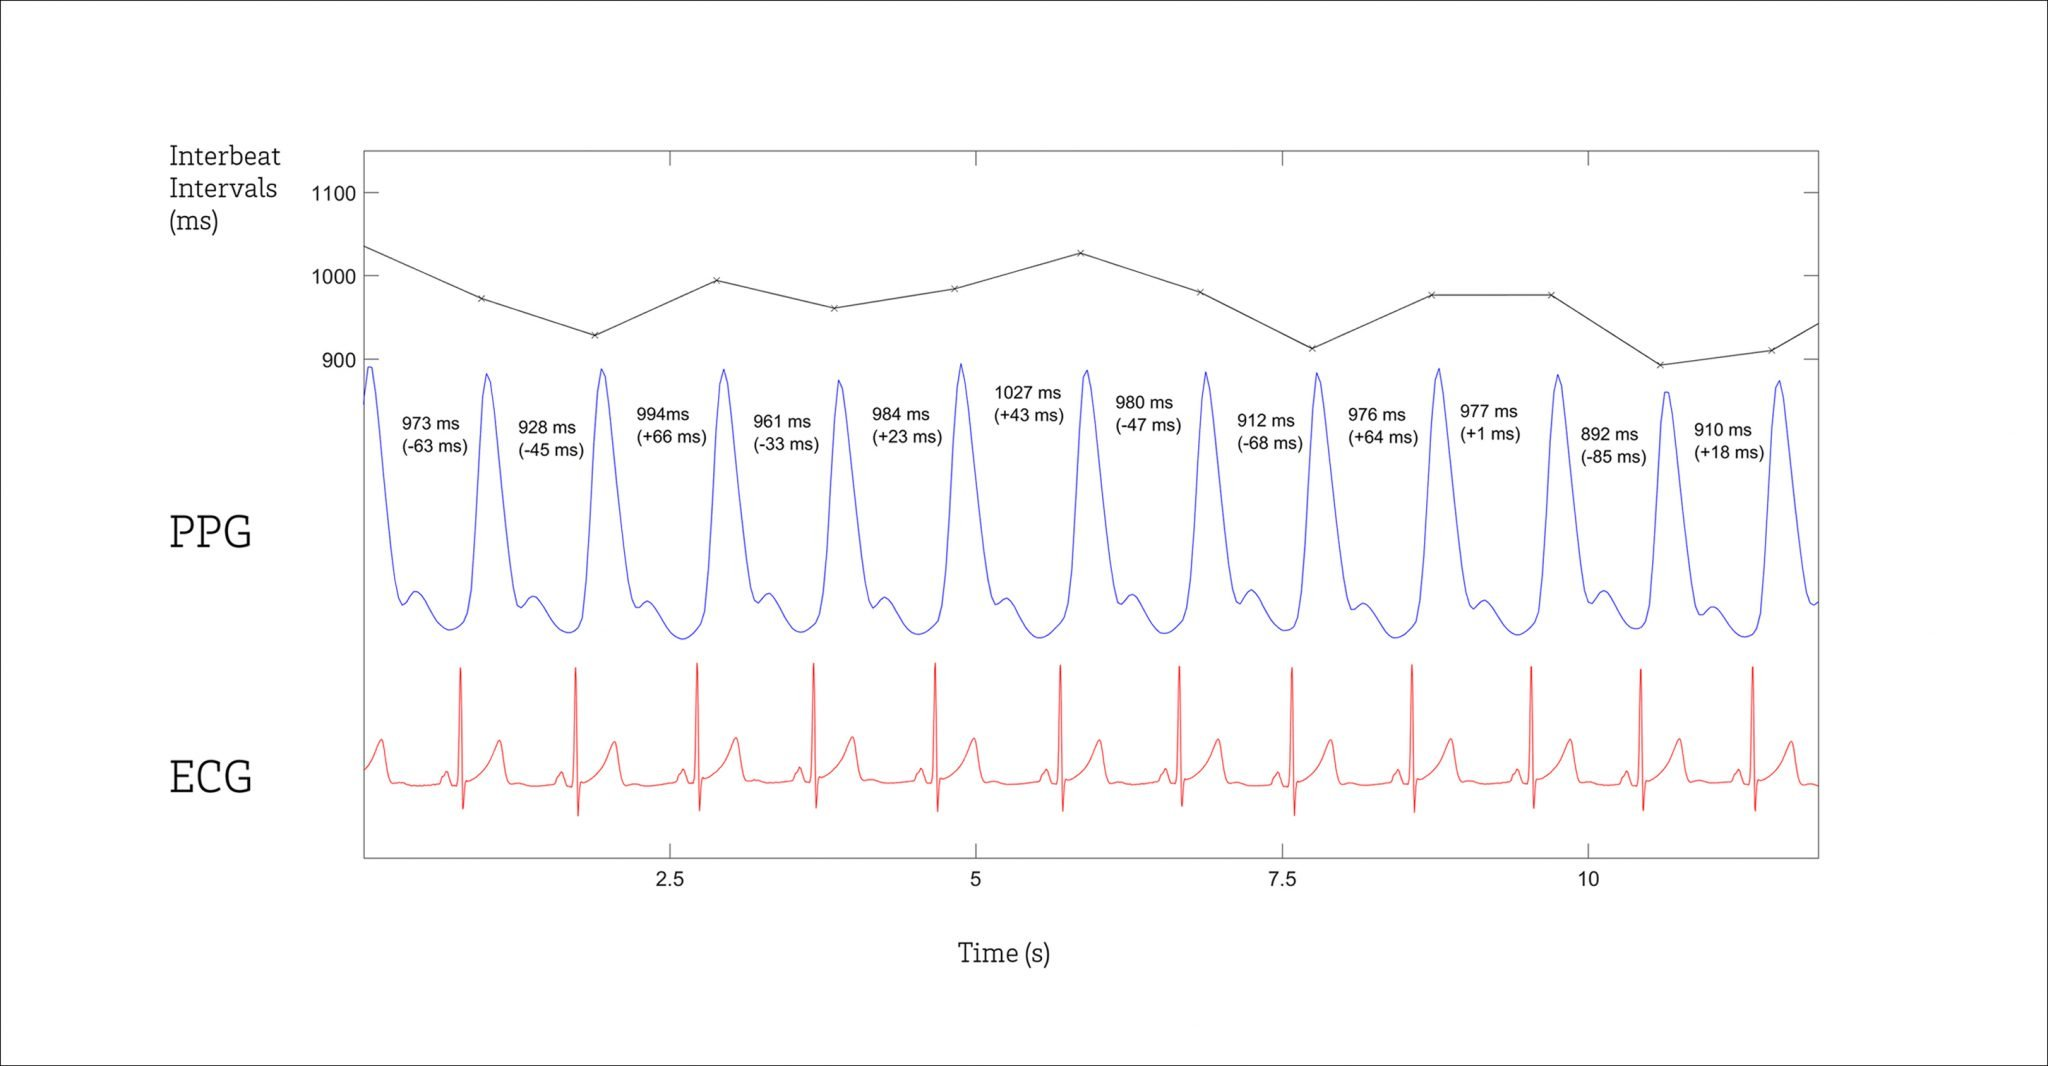 Interbeat
Intervals
(ms)
1100
1000
900
973 ms
(-63 ms)
928 ms
(-45 ms)
994ms
(+66 ms)
961 ms
(-33 ms)
984 ms
(+23 ms)
1027 ms
(+43 ms)
980 ms
(-47 ms)
912 ms
(-68 ms)
976 ms
(+64 ms)
977 ms
(+1 ms)
892 ms
(-85 ms)
910 ms
(+18 ms)
PPG
ECG
2.5
5
7.5
10
Time (s)